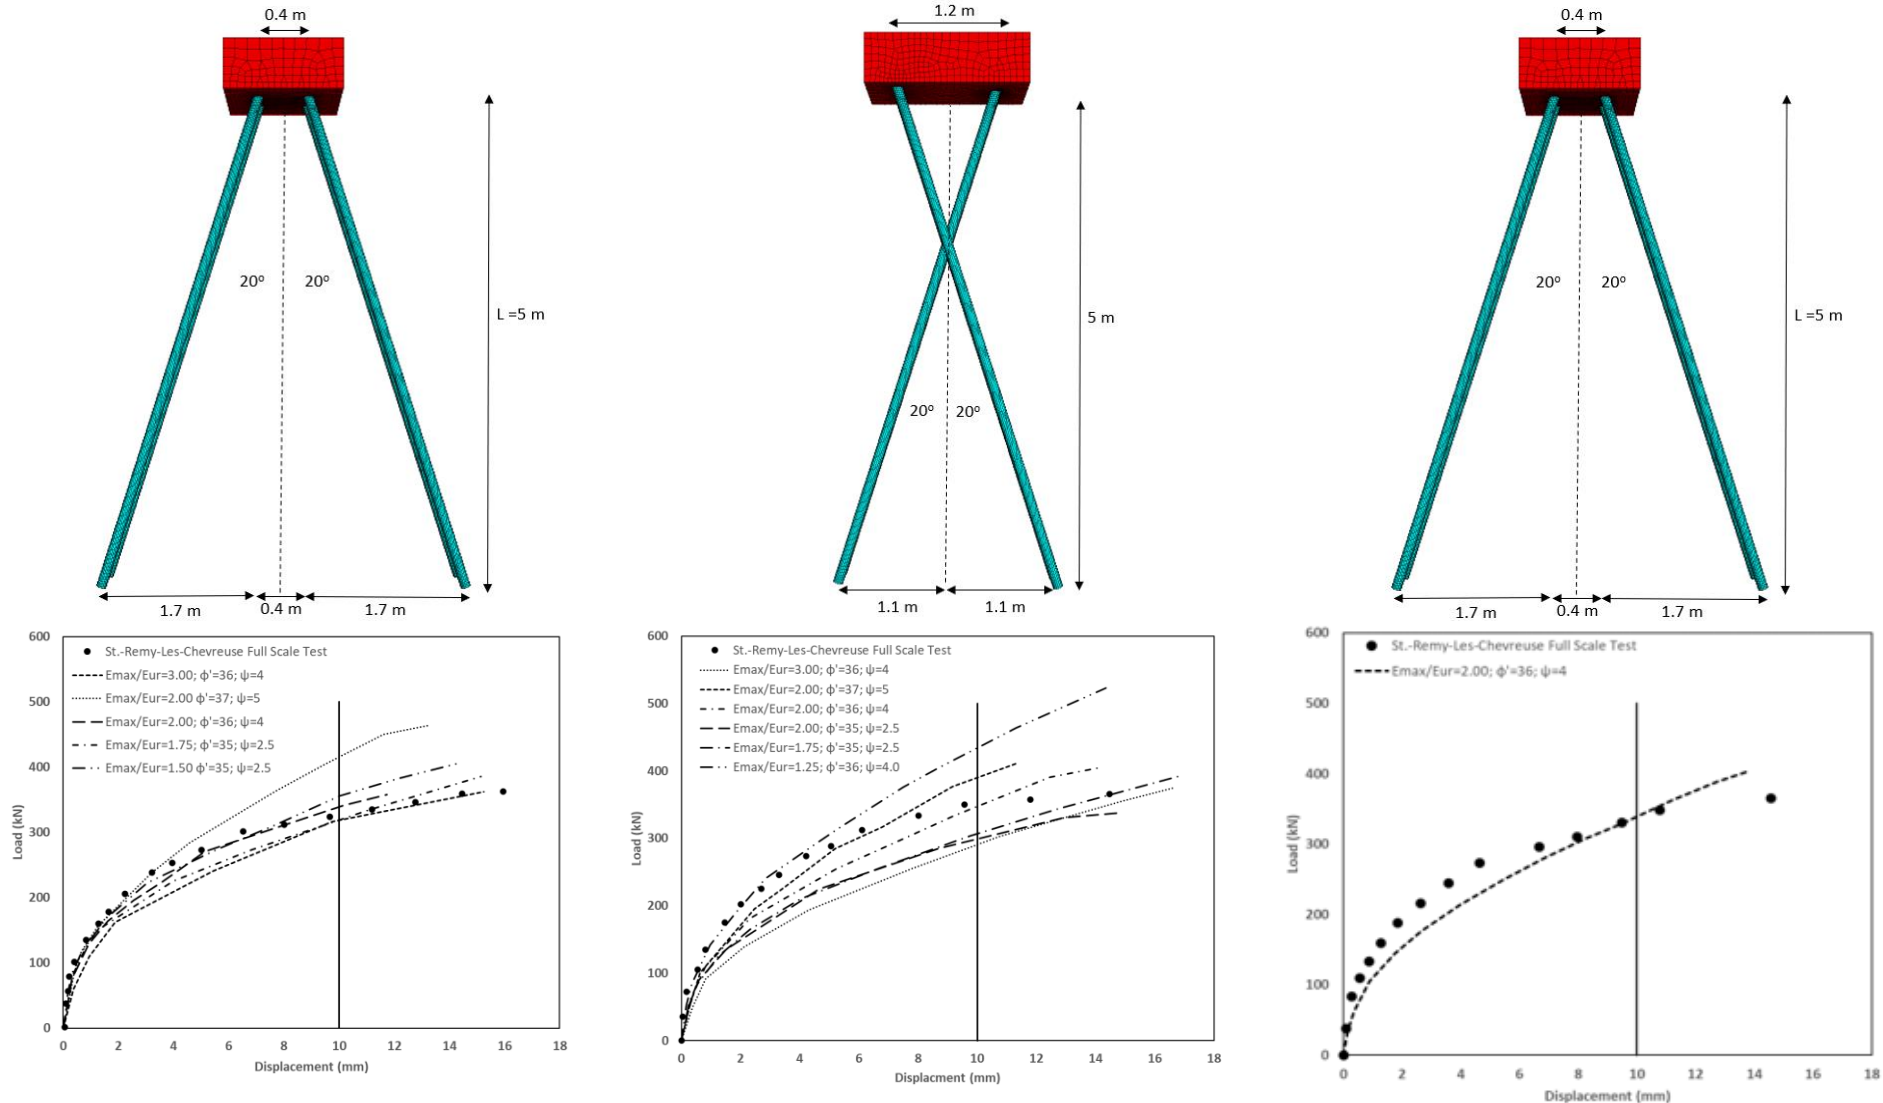 0.4 m
20º
20º
L =5 m
1.7 m
0.4 m
1.7 m
1.2 m
20º
20º
5 m
1.1 m
1.1 m
0.4 m
20º
20º
L =5 m
1.7 m
0.4 m
1.7 m
600
500
400
300
200
100
0
Load (kN)
St.-Remy-Les-Chevreuse Full Scale Test
Emax/Eur=3.00; ϕ'=36; ψ=4
Emax/Eur=2.00 ϕ'=37; ψ=5
Emax/Eur=2.00; ϕ'=36; ψ=4
Emax/Eur=1.75; ϕ'=35; ψ=2.5
Emax/Eur=1.50 ϕ'=35; ψ=2.5
0 2 4 6 8 10 12 14 16 18
Displacement (mm)
600
500
400
300
200
100
0
Load (kN)
St.-Remy-Les-Chevreuse Full Scale Test
Emax/Eur=3.00; ϕ'=36; ψ=4
Emax/Eur=2.00; ϕ'=37; ψ=5
Emax/Eur=2.00; ϕ'=36; ψ=4
Emax/Eur=2.00; ϕ'=35; ψ=2.5
Emax/Eur=1.75; ϕ'=35; ψ=2.5
Emax/Eur=1.25; ϕ'=36; ψ=4.0
0 2 4 6 8 10 12 14 16 18
Displacment (mm)
600
500
400
300
200
100
0
Load (kN)
St.-Remy-Les-Chevreuse Full Scale Test
Emax/Eur=2.00; ϕ'=36; ψ=4
0 2 4 6 8 10 12 14 16 18
Displacement (mm)